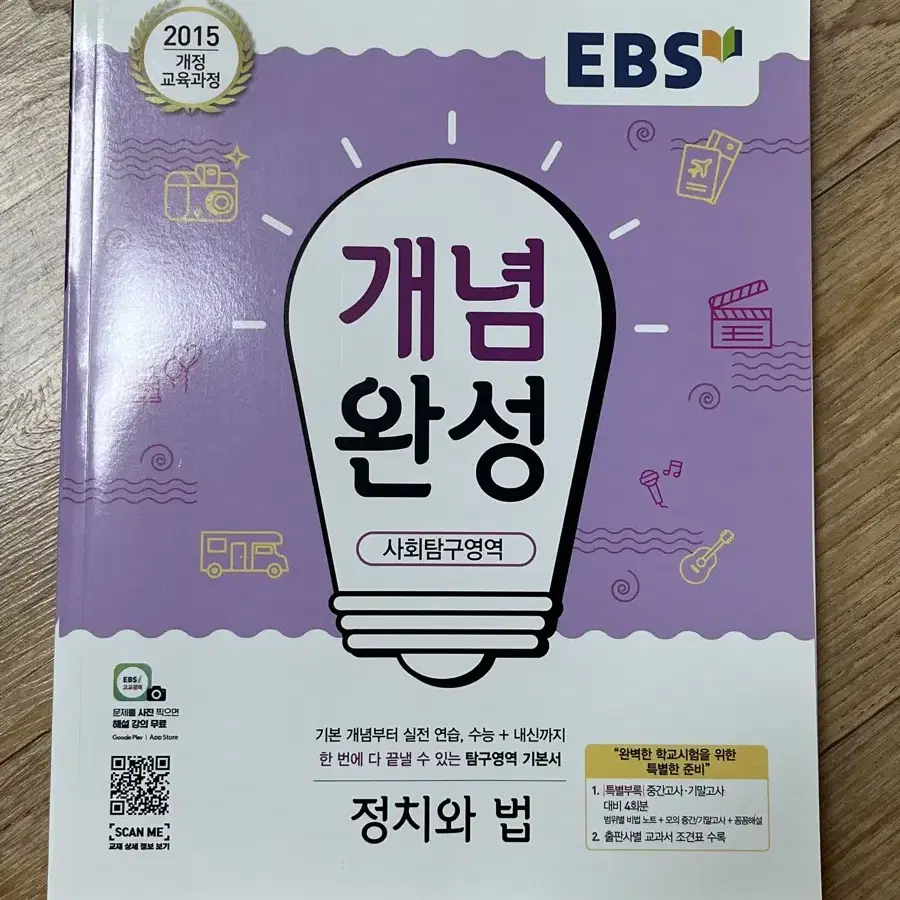 2015
개정
교육과정
EBS
개념
완성
사회탐구영역
EBS
고교강의
문제를 사진 찍으면
해설 강의 무료
Google Play | App Store
SCAN ME
교재 상세 정보 보기
기본 개념부터 실전 연습, 수능 + 내신까지
한 번에 다 끝낼 수 있는 탐구영역 기본서
정치와 법
"완벽한 학교시험을 위한
특별한 준비"
1. |특별부록| 중간고사·기말고사
대비 4회분
범위별 비법 노트 + 모의 중간/기말고사 + 꼼꼼해설
2. 출판사별 교과서 조견표 수록